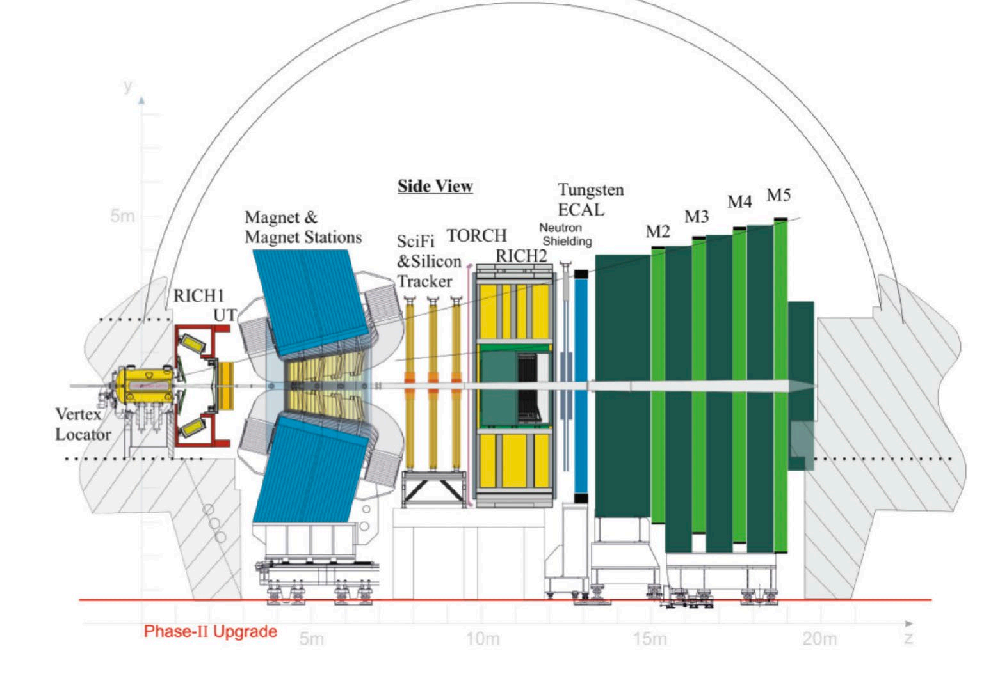 y
Side View
Tungsten
ECAL
M5
M4
M3
M2
5m
Magnet &
Magnet Stations
Neutron
Shielding
TORCH
SciFi
&Silicon
Tracker
RICH2
RICH1
UT
Vertex
Locator
Phase-II Upgrade
5m
10m
15m
20m
z